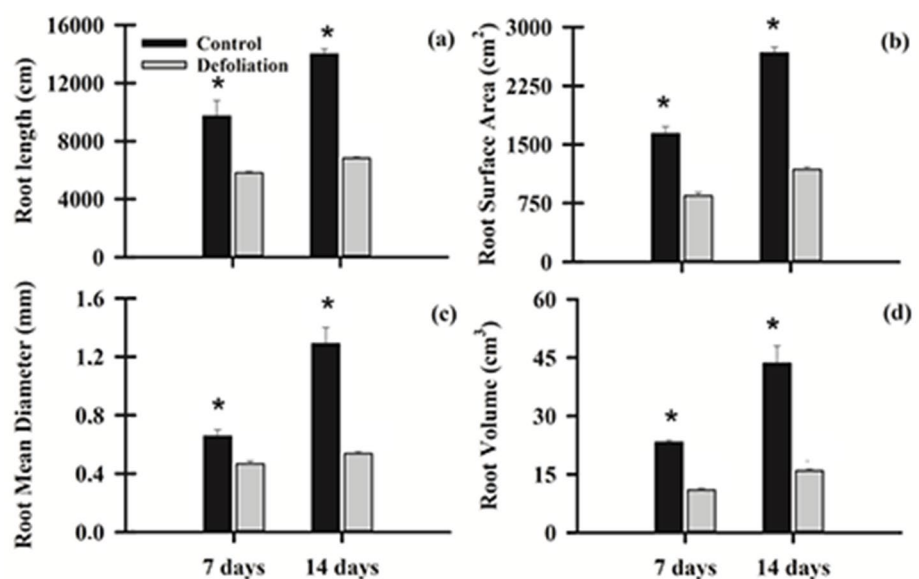 16000
12000
8000
4000
0
Root length (cm)
Control
Defoliation
*
*
(a)
3000
2250
1500
750
0
Root Surface Area (cm²)
*
*
(b)
1.6
1.2
0.8
0.4
0.0
Root Mean Diameter (mm)
*
*
(c)
7 days
14 days
60
45
30
15
0
Root Volume (cm³)
*
*
(d)
7 days
14 days